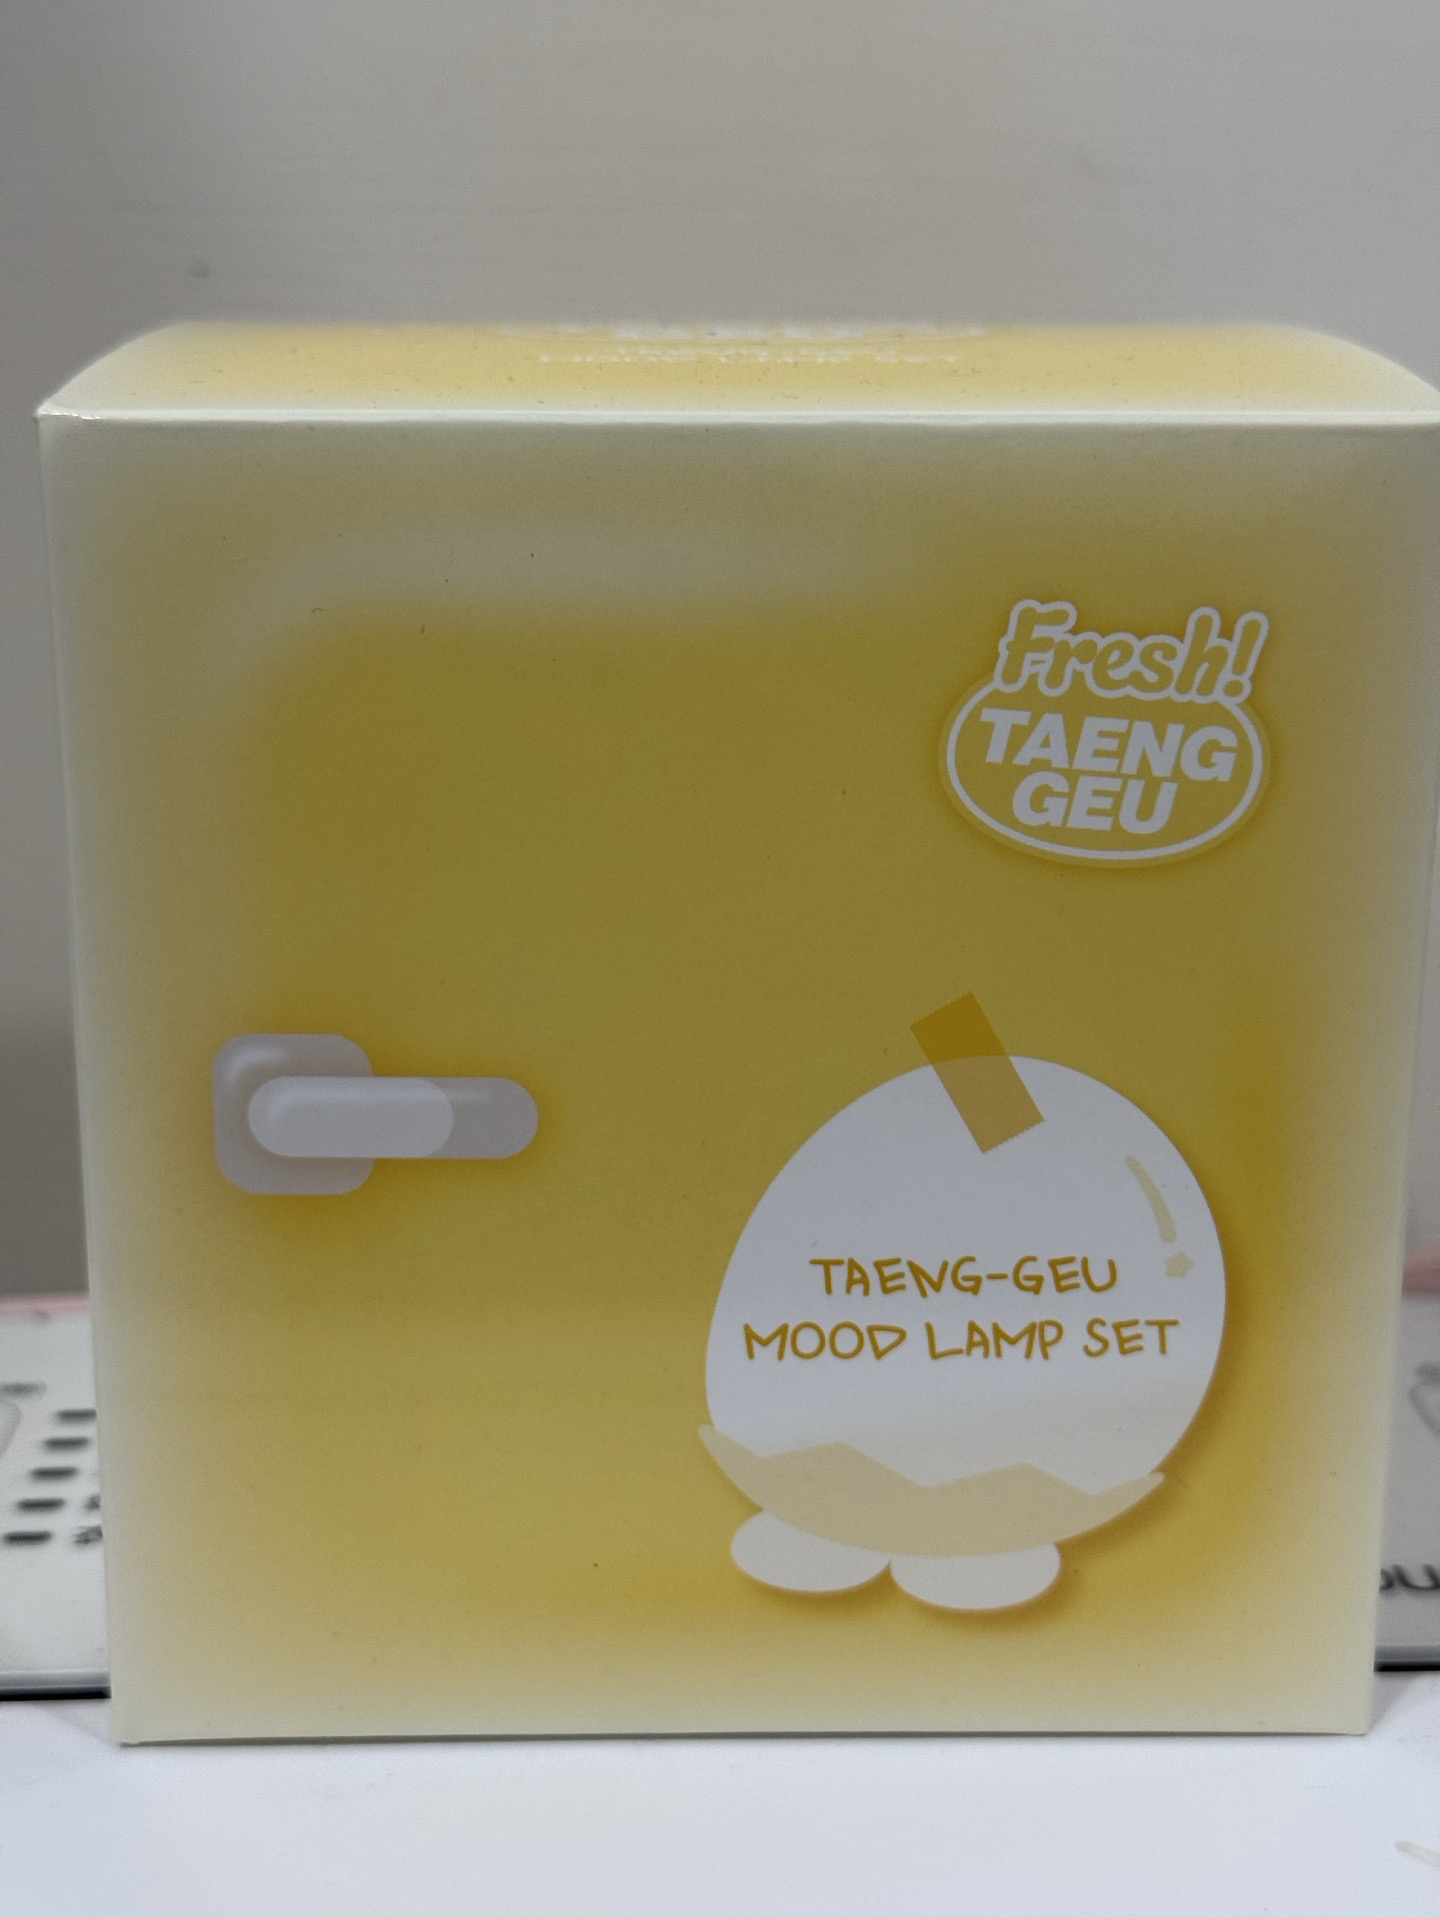 Fresh!
TAENG
GEU
TAENG-GEU
MOOD LAMP SET